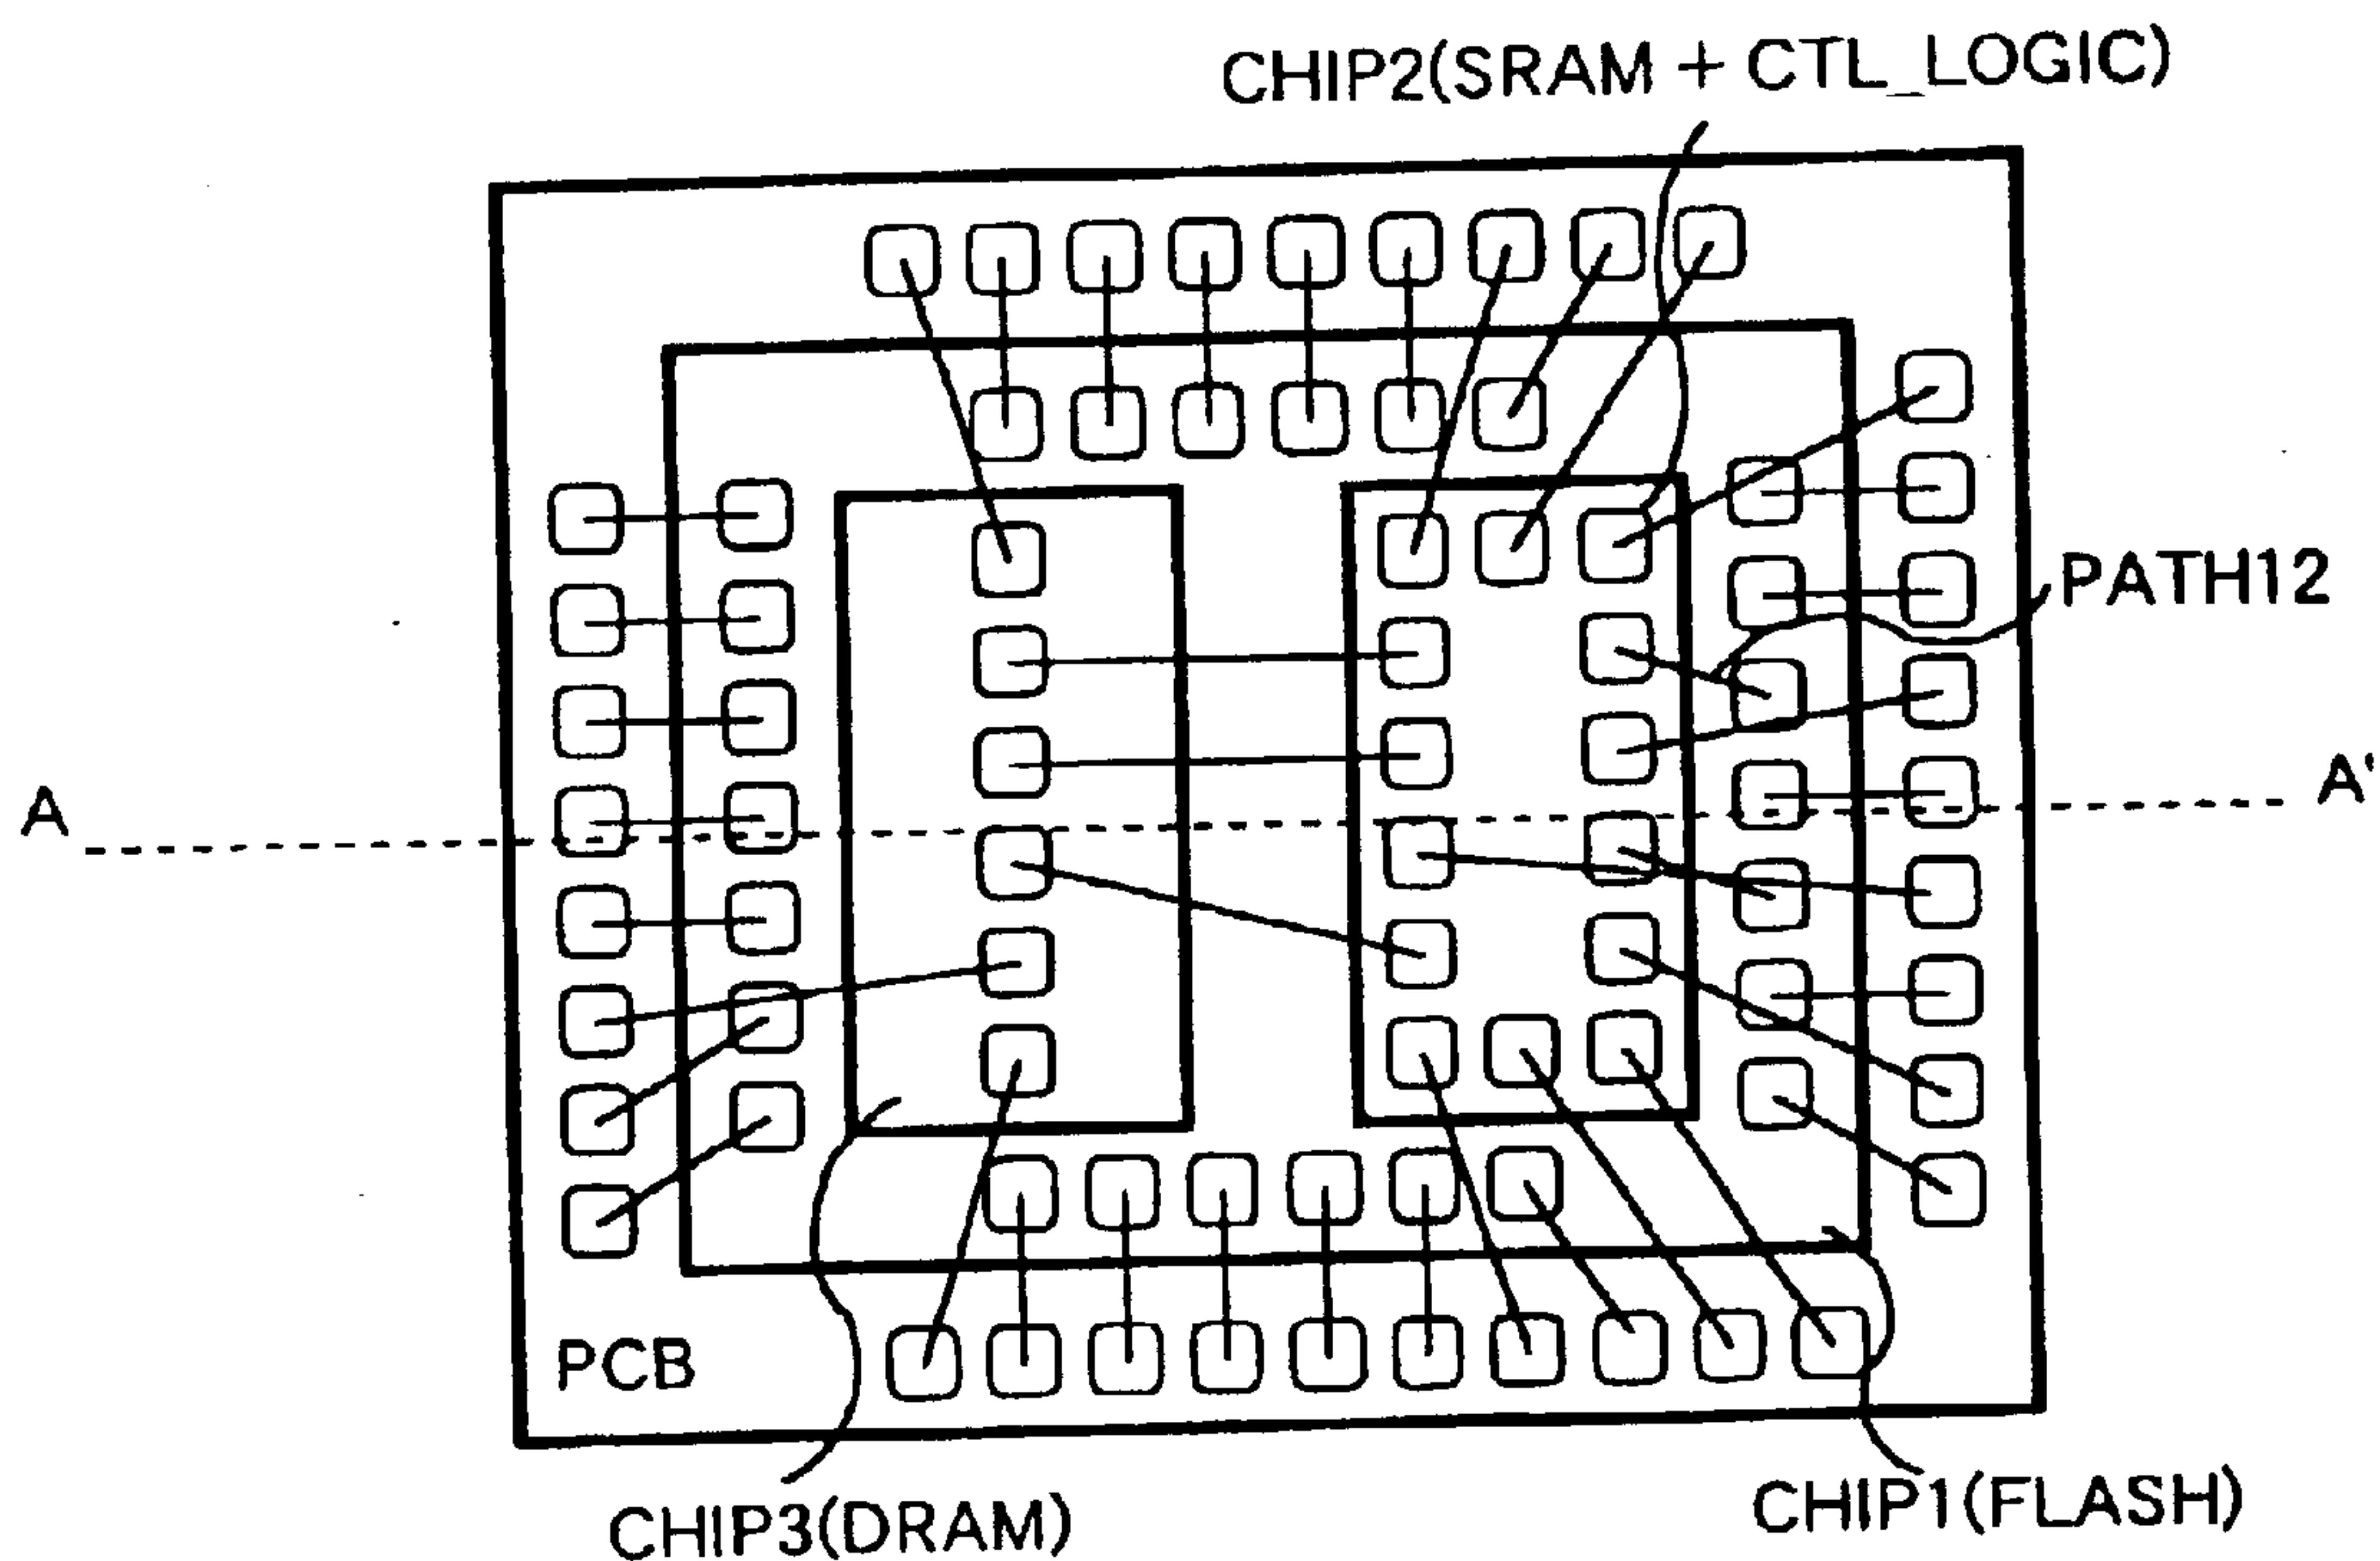 CHIP2(SRAM + CTL_LOGIC)
PATH12
A
A'
PCB
CHIP3(DRAM)
CHIP1(FLASH)